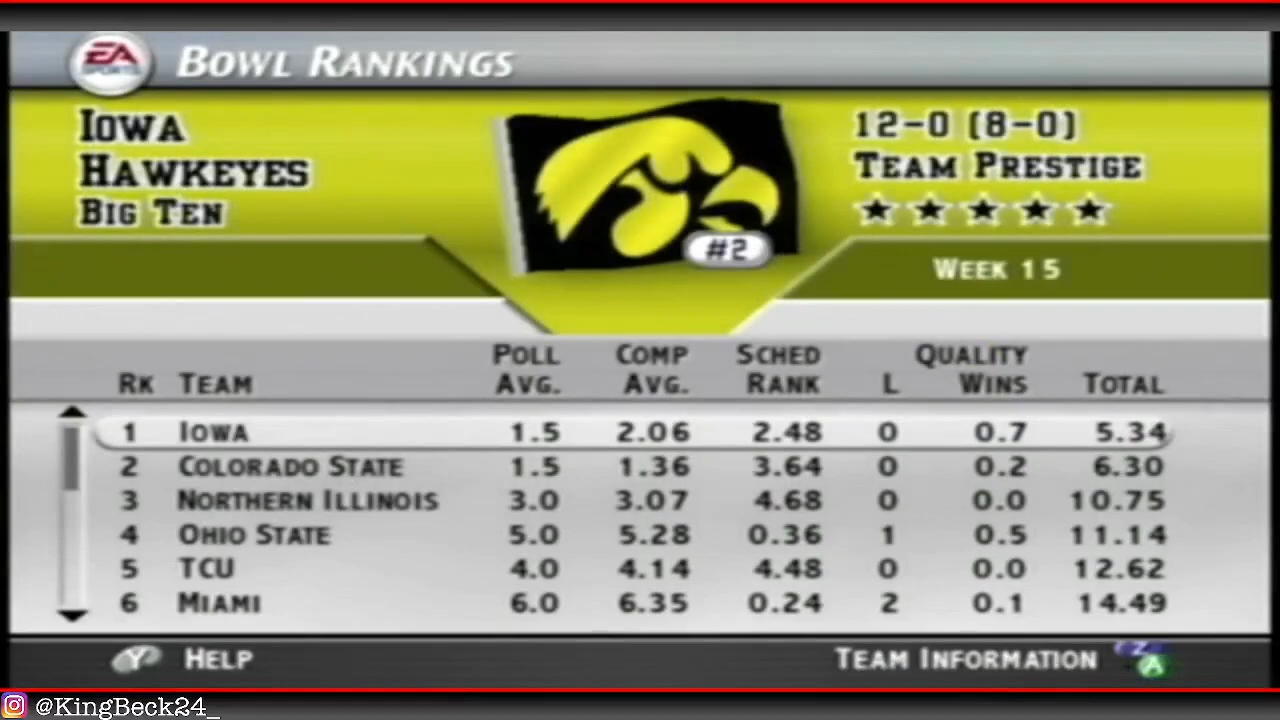 EA SPORTS
BOWL RANKINGS
IOWA
HAWKEYES
BIG TEN
#2
12-0 (8-0)
TEAM PRESTIGE
WEEK 15
RK TEAM POLL AVG. COMP AVG. SCHED RANK L QUALITY WINS TOTAL
1 IOWA 1.5 2.06 2.48 0 0.7 5.34
2 COLORADO STATE 1.5 1.36 3.64 0 0.2 6.30
3 NORTHERN ILLINOIS 3.0 3.07 4.68 0 0.0 10.75
4 OHIO STATE 5.0 5.28 0.36 1 0.5 11.14
5 TCU 4.0 4.14 4.48 0 0.0 12.62
6 MIAMI 6.0 6.35 0.24 2 0.1 14.49
Y HELP
TEAM INFORMATION Z A
@KingBeck24_